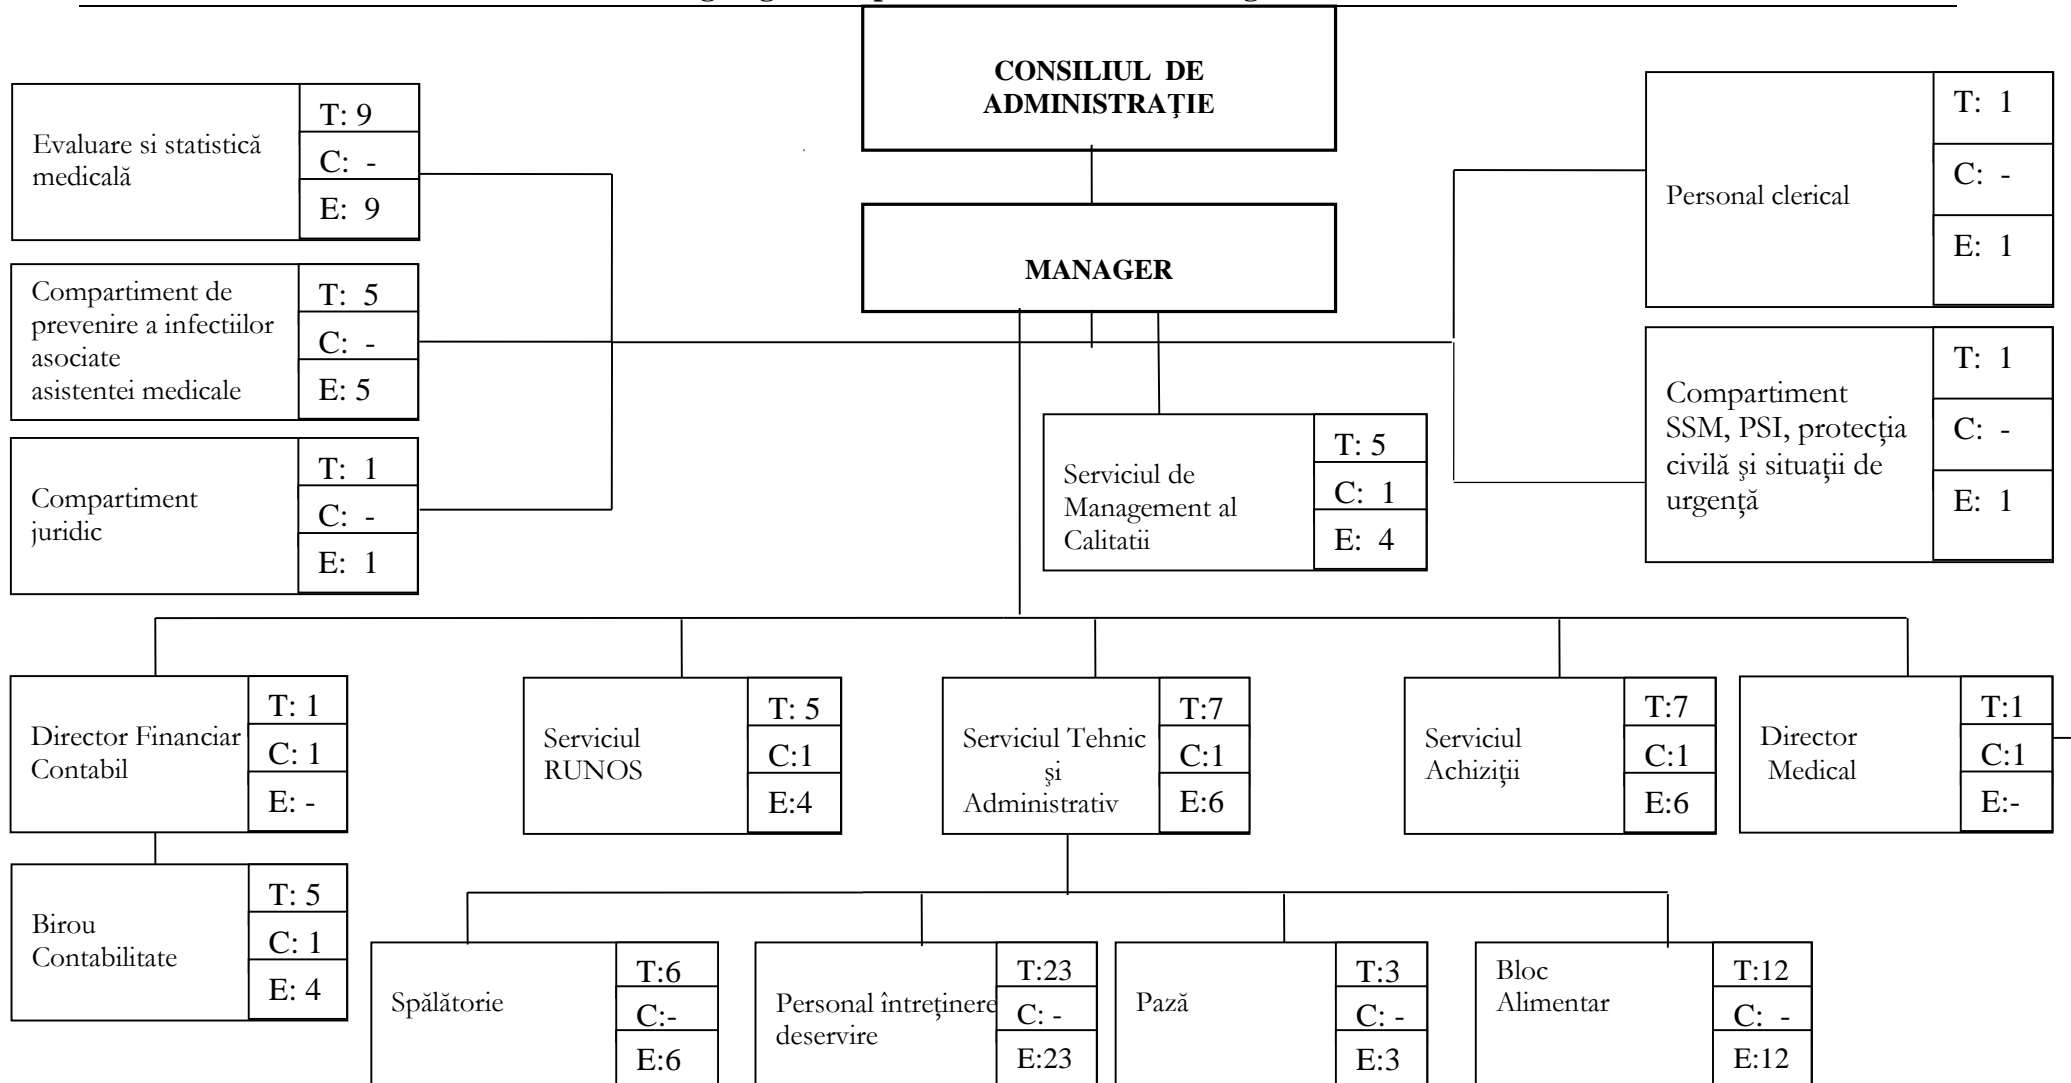 CONSILIUL DE
ADMINISTRAŢIE
MANAGER
Evaluare si statistică
medicală
T: 9
C: -
E: 9
Compartiment de
prevenire a infectiilor
asociate
asistentei medicale
T: 5
C: -
E: 5
Compartiment
juridic
T: 1
C: -
E: 1
Personal clerical
T: 1
C: -
E: 1
Compartiment
SSM, PSI, protecţia
civilă şi situaţii de
urgenţă
T: 1
C: -
E: 1
Serviciul de
Management al
Calitatii
T: 5
C: 1
E: 4
Director Financiar
Contabil
T: 1
C: 1
E: -
Serviciul
RUNOS
T: 5
C:1
E:4
Serviciul Tehnic
şi
Administrativ
T:7
C:1
E:6
Serviciul
Achiziţii
T:7
C:1
E:6
Director
Medical
T:1
C:1
E:-
Birou
Contabilitate
T: 5
C: 1
E: 4
Spălătorie
T:6
C:-
E:6
Personal întreţinere
deservire
T:23
C: -
E:23
Pază
T:3
C: -
E:3
Bloc
Alimentar
T:12
C: -
E:12